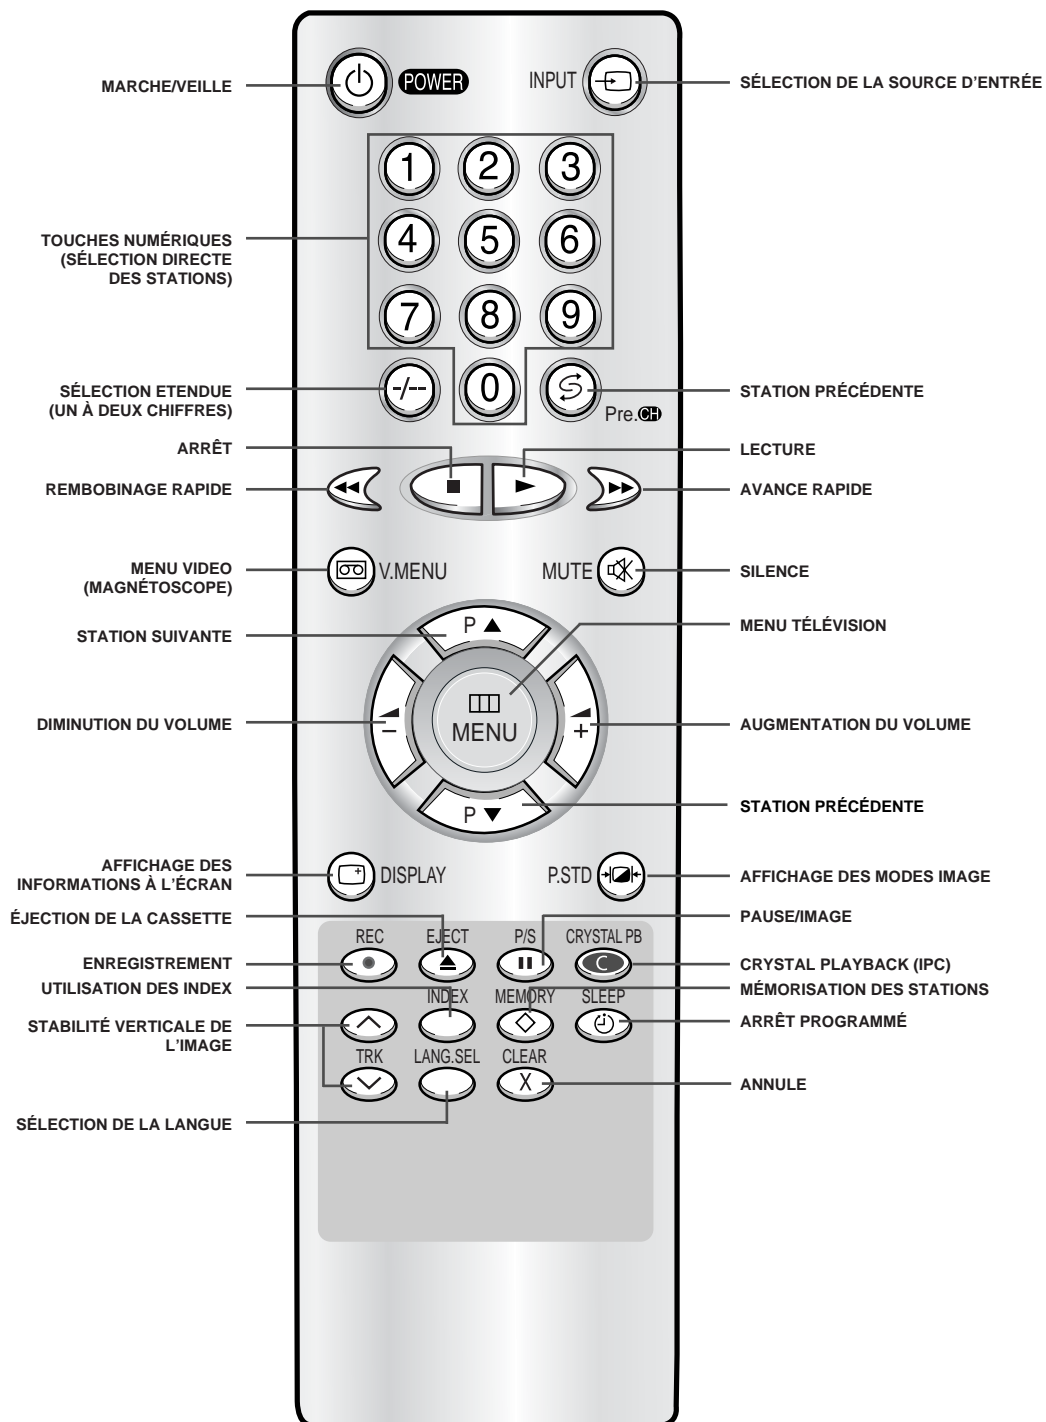 MARCHE/VEILLE
POWER
INPUT
SÉLECTION DE LA SOURCE D'ENTRÉE
1 2 3
TOUCHES NUMÉRIQUES
(SÉLECTION DIRECTE
DES STATIONS)
4 5 6
7 8 9
SÉLECTION ETENDUE
(UN À DEUX CHIFFRES)
-/--
0
Pre.CH
STATION PRÉCÉDENTE
ARRÊT
LECTURE
REMBOBINAGE RAPIDE
AVANCE RAPIDE
MENU VIDEO
(MAGNÉTOSCOPE)
V.MENU
MUTE
SILENCE
STATION SUIVANTE
P ▲
MENU TÉLÉVISION
DIMINUTION DU VOLUME
−
MENU
+
AUGMENTATION DU VOLUME
P ▼
STATION PRÉCÉDENTE
AFFICHAGE DES
INFORMATIONS À L'ÉCRAN
DISPLAY
P.STD
AFFICHAGE DES MODES IMAGE
ÉJECTION DE LA CASSETTE
PAUSE/IMAGE
REC EJECT P/S CRYSTAL PB
ENREGISTREMENT
C
CRYSTAL PLAYBACK (IPC)
UTILISATION DES INDEX
INDEX MEMORY SLEEP
MÉMORISATION DES STATIONS
STABILITÉ VERTICALE DE
L'IMAGE
ARRÊT PROGRAMMÉ
TRK LANG.SEL CLEAR
X
ANNULE
SÉLECTION DE LA LANGUE